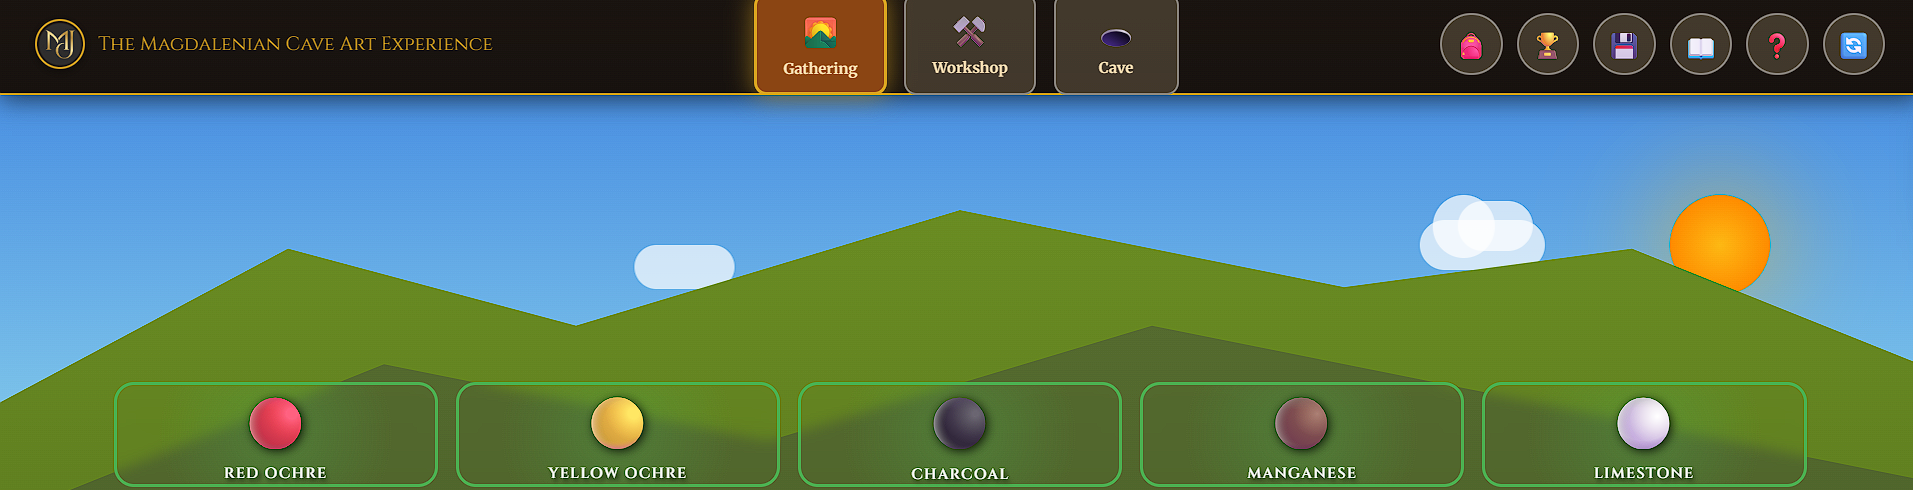 MJ
The Magdalenian Cave Art Experience
Gathering
Workshop
Cave
RED OCHRE
YELLOW OCHRE
CHARCOAL
MANGANESE
LIMESTONE